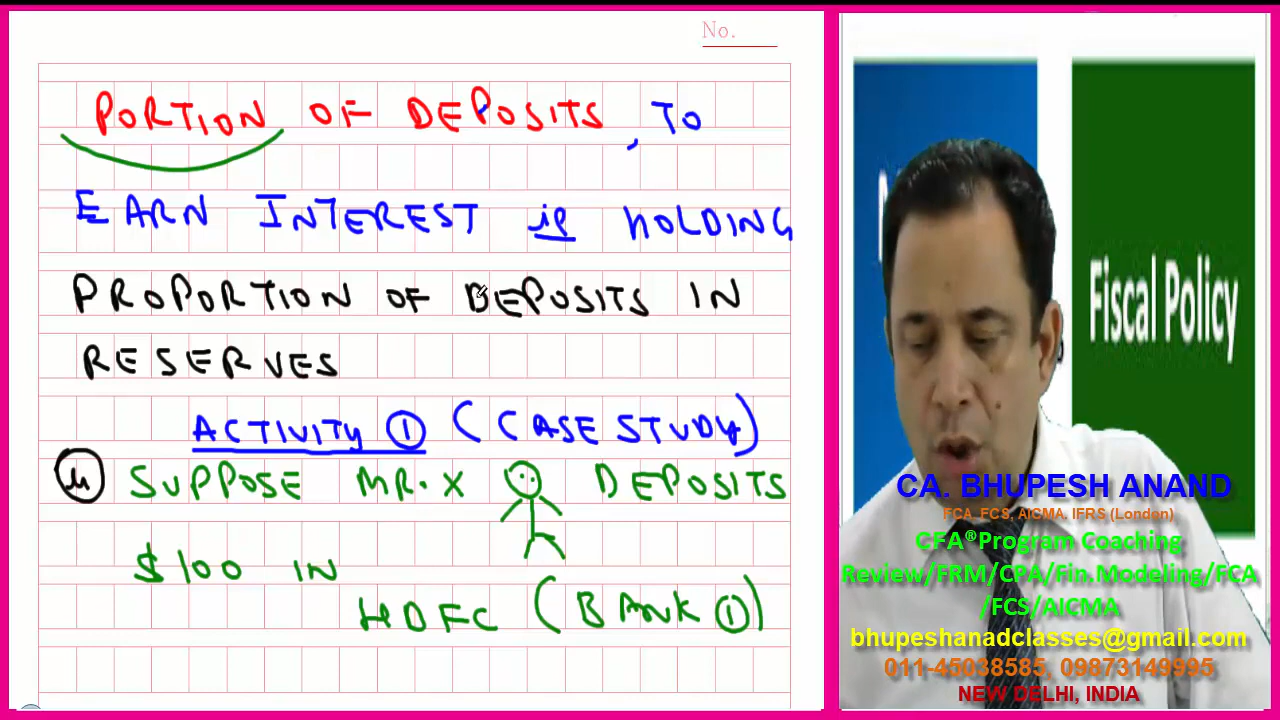 No.
PORTION OF DEPOSITS, TO
EARN INTEREST ie HOLDING
PROPORTION OF DEPOSITS IN
RESERVES
ACTIVITY ① (CASE STUDY)
SUPPOSE MR. X DEPOSITS
$100 IN
HDFC (BANK ①)
Fiscal Policy
CA. BHUPESH ANAND
FCA, FCS, AICMA. IFRS (London)
CFA®Program Coaching
Review/FRM/CPA/Fin.Modeling/FCA
/FCS/AICMA
bhupeshanadclasses@gmail.com
011-45038585, 09873149995
NEW DELHI, INDIA